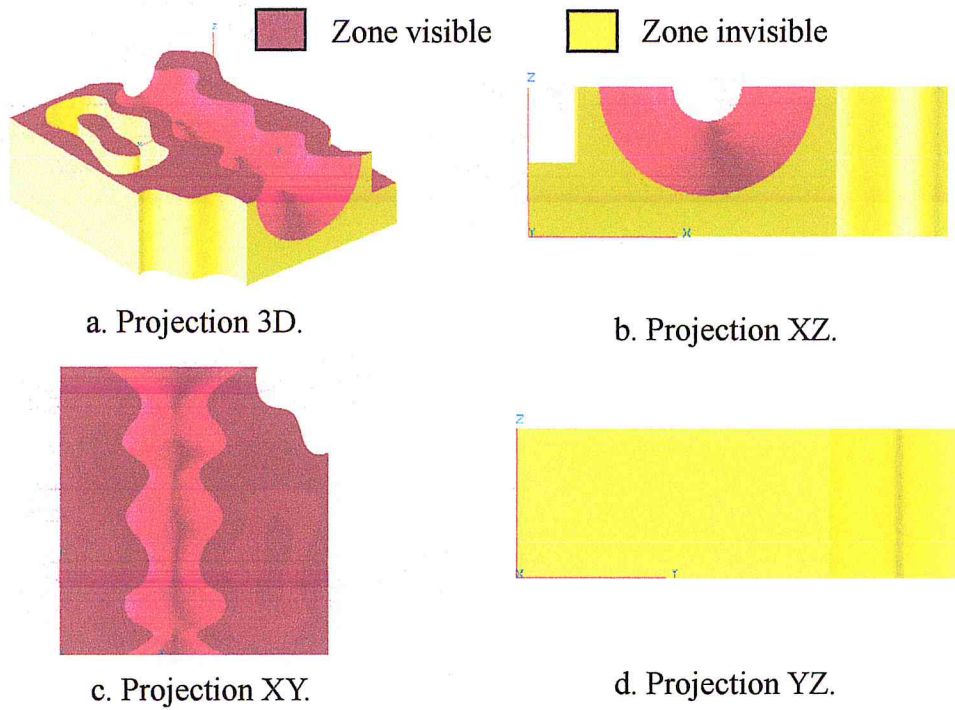 Zone visible
Zone invisible
Z
Z
Y
X
a. Projection 3D.
b. Projection XZ.
Z
X
Y
c. Projection XY.
d. Projection YZ.